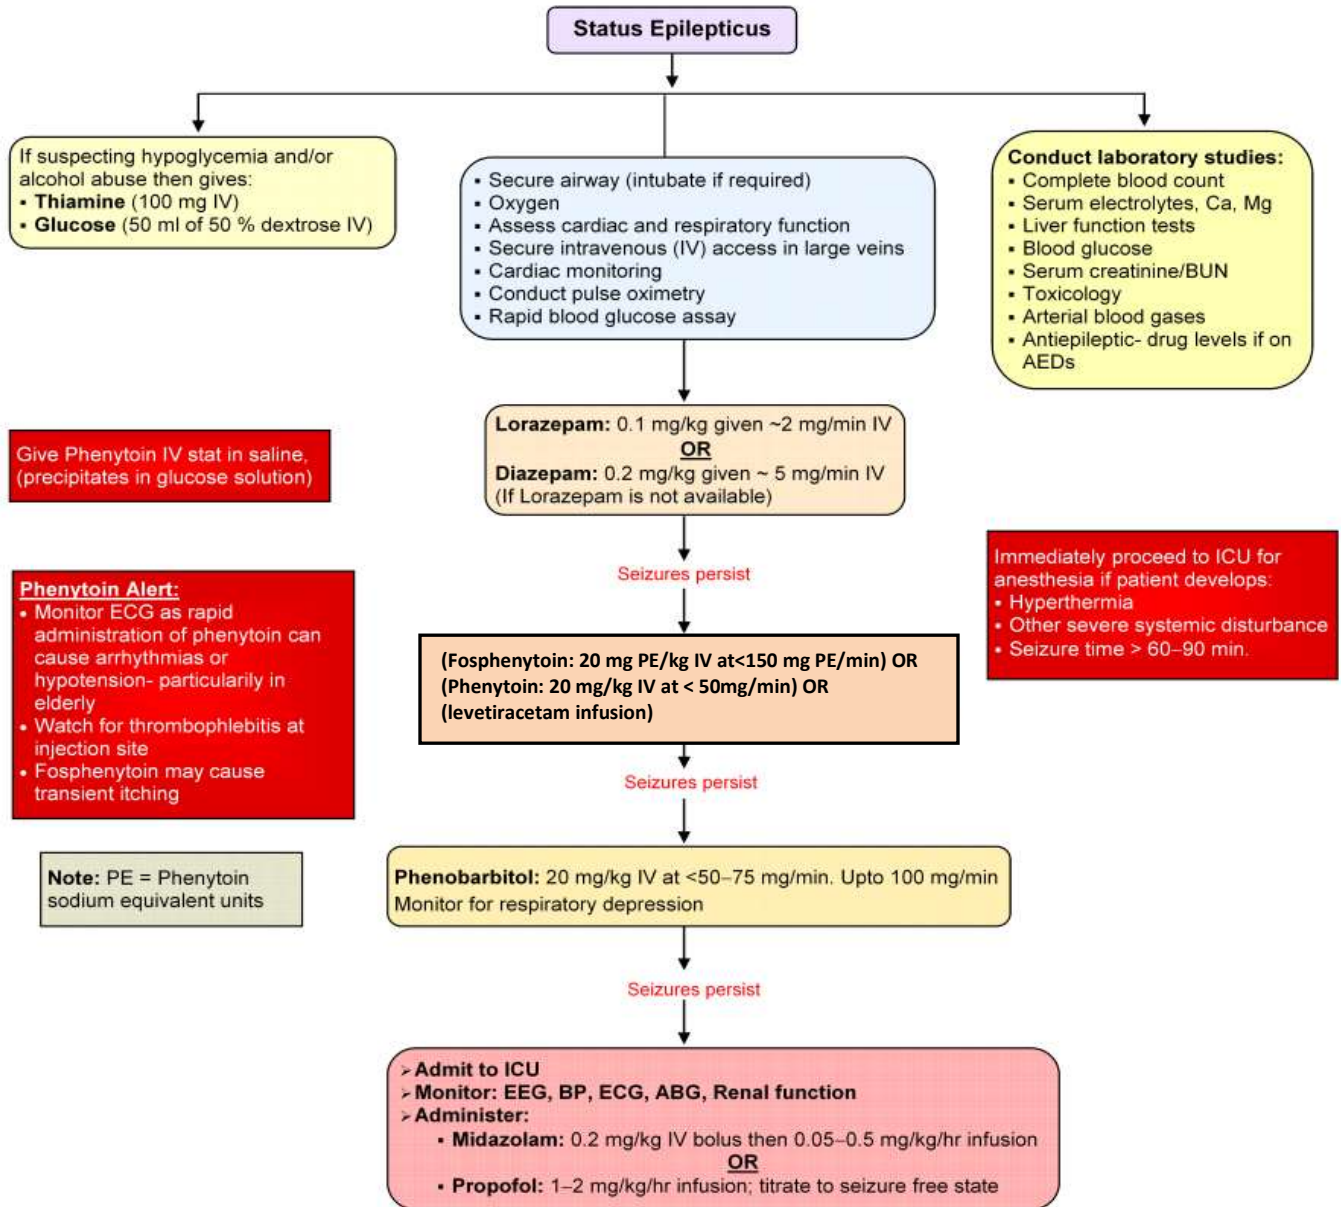 Status Epilepticus
If suspecting hypoglycemia and/or
alcohol abuse then gives:
▪ Thiamine (100 mg IV)
▪ Glucose (50 ml of 50 % dextrose IV)
▪ Secure airway (intubate if required)
▪ Oxygen
▪ Assess cardiac and respiratory function
▪ Secure intravenous (IV) access in large veins
▪ Cardiac monitoring
▪ Conduct pulse oximetry
▪ Rapid blood glucose assay
Conduct laboratory studies:
▪ Complete blood count
▪ Serum electrolytes, Ca, Mg
▪ Liver function tests
▪ Blood glucose
▪ Serum creatinine/BUN
▪ Toxicology
▪ Arterial blood gases
▪ Antiepileptic- drug levels if on
AEDs
Lorazepam: 0.1 mg/kg given ~2 mg/min IV
OR
Diazepam: 0.2 mg/kg given ~ 5 mg/min IV
(If Lorazepam is not available)
Give Phenytoin IV stat in saline,
(precipitates in glucose solution)
Seizures persist
Immediately proceed to ICU for
anesthesia if patient develops:
• Hyperthermia
• Other severe systemic disturbance
• Seizure time > 60–90 min.
Phenytoin Alert:
• Monitor ECG as rapid
administration of phenytoin can
cause arrhythmias or
hypotension- particularily in
elderly
• Watch for thrombophlebitis at
injection site
• Fosphenytoin may cause
transient itching
(Fosphenytoin: 20 mg PE/kg IV at<150 mg PE/min) OR
(Phenytoin: 20 mg/kg IV at < 50mg/min) OR
(levetiracetam infusion)
Seizures persist
Note: PE = Phenytoin
sodium equivalent units
Phenobarbitol: 20 mg/kg IV at <50–75 mg/min. Upto 100 mg/min
Monitor for respiratory depression
Seizures persist
➢ Admit to ICU
➢ Monitor: EEG, BP, ECG, ABG, Renal function
➢ Administer:
▪ Midazolam: 0.2 mg/kg IV bolus then 0.05–0.5 mg/kg/hr infusion
OR
▪ Propofol: 1–2 mg/kg/hr infusion; titrate to seizure free state